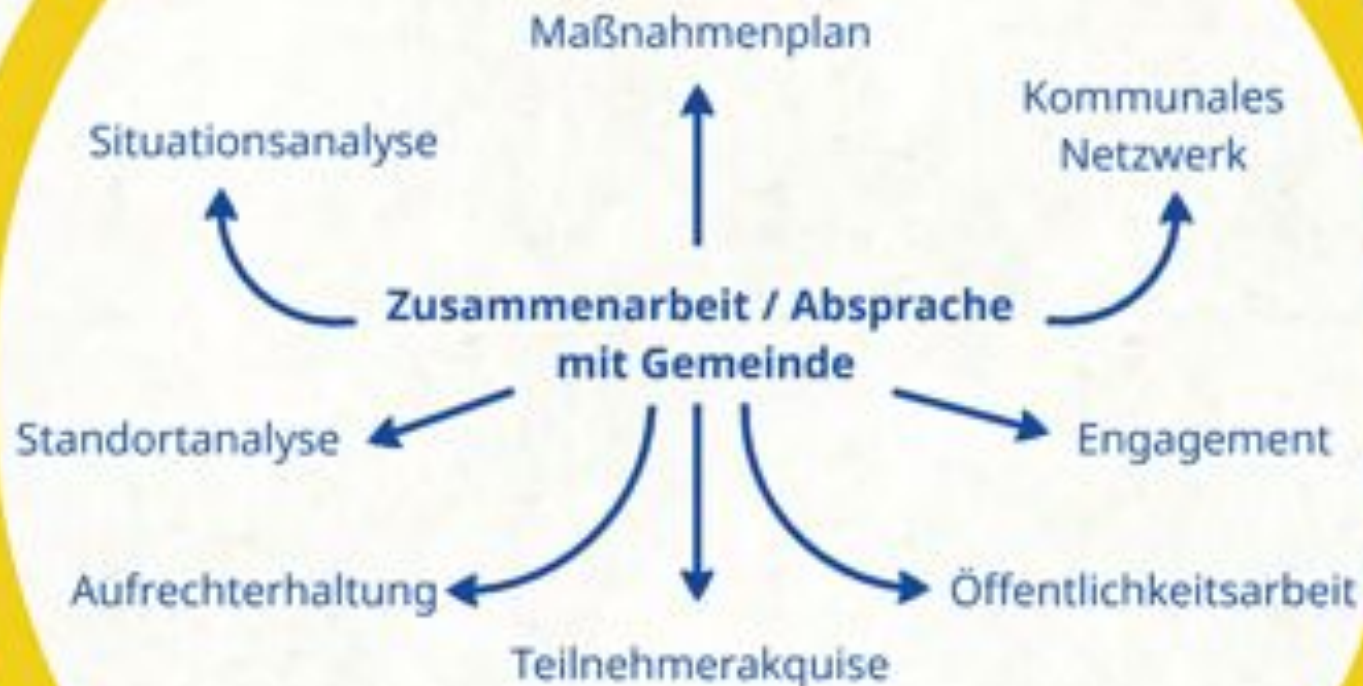 Maßnahmenplan
Kommunales
Netzwerk
Situationsanalyse
Zusammenarbeit / Absprache
mit Gemeinde
Standortanalyse
Engagement
Aufrechterhaltung
Öffentlichkeitsarbeit
Teilnehmerakquise